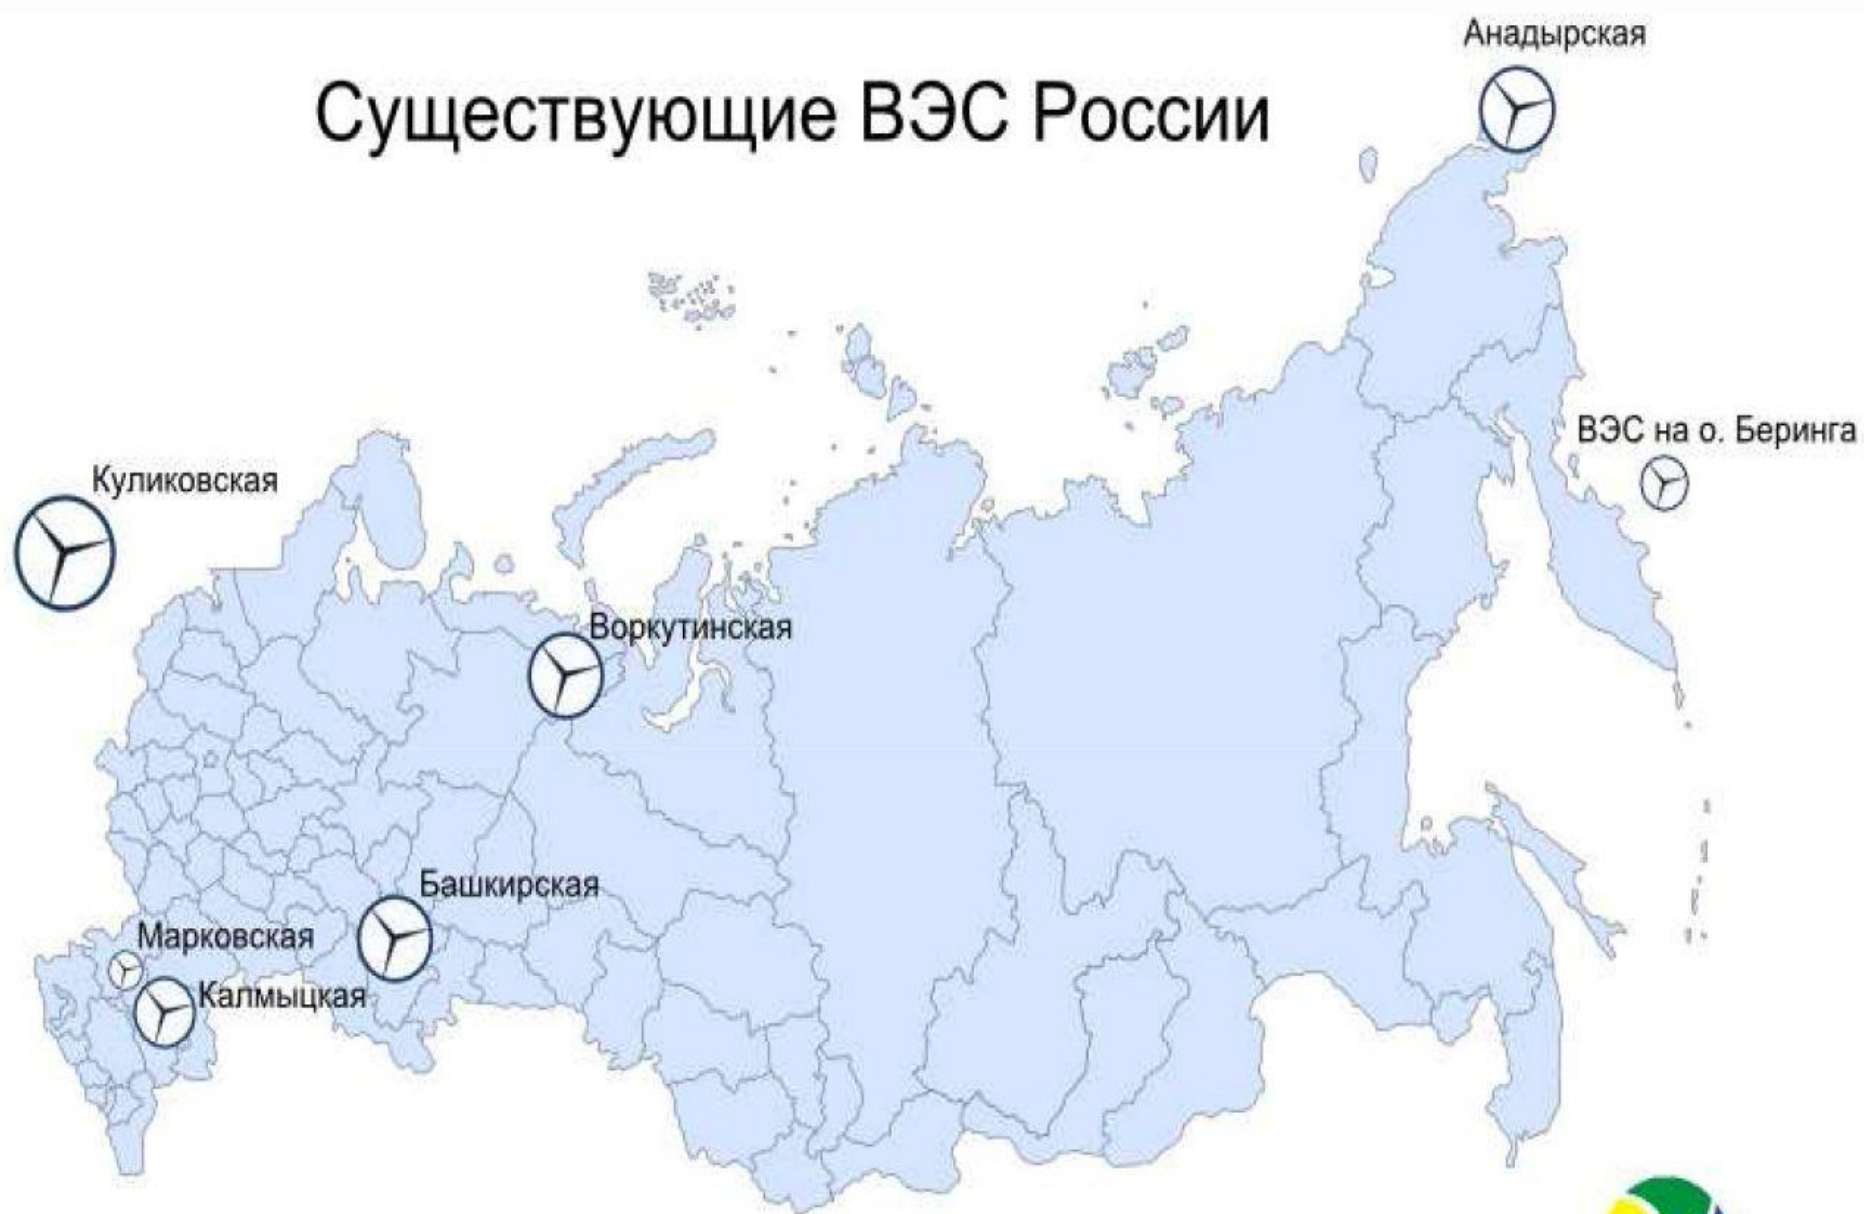 Анадырская
Существующие ВЭС России
ВЭС на о. Беринга
Куликовская
Воркутинская
Башкирская
Марковская
Калмыцкая